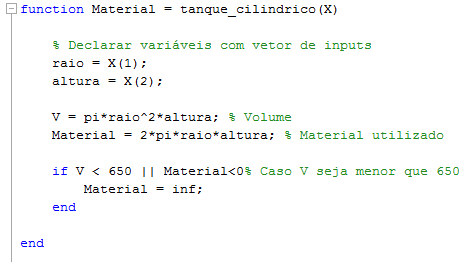 function Material = tanque_cilindrico(X)
% Declarar variáveis com vetor de inputs
raio = X(1);
altura = X(2);
V = pi*raio^2*altura; % Volume
Material = 2*pi*raio*altura; % Material utilizado
if V < 650 || Material<0% Caso V seja menor que 650
Material = inf;
end
end